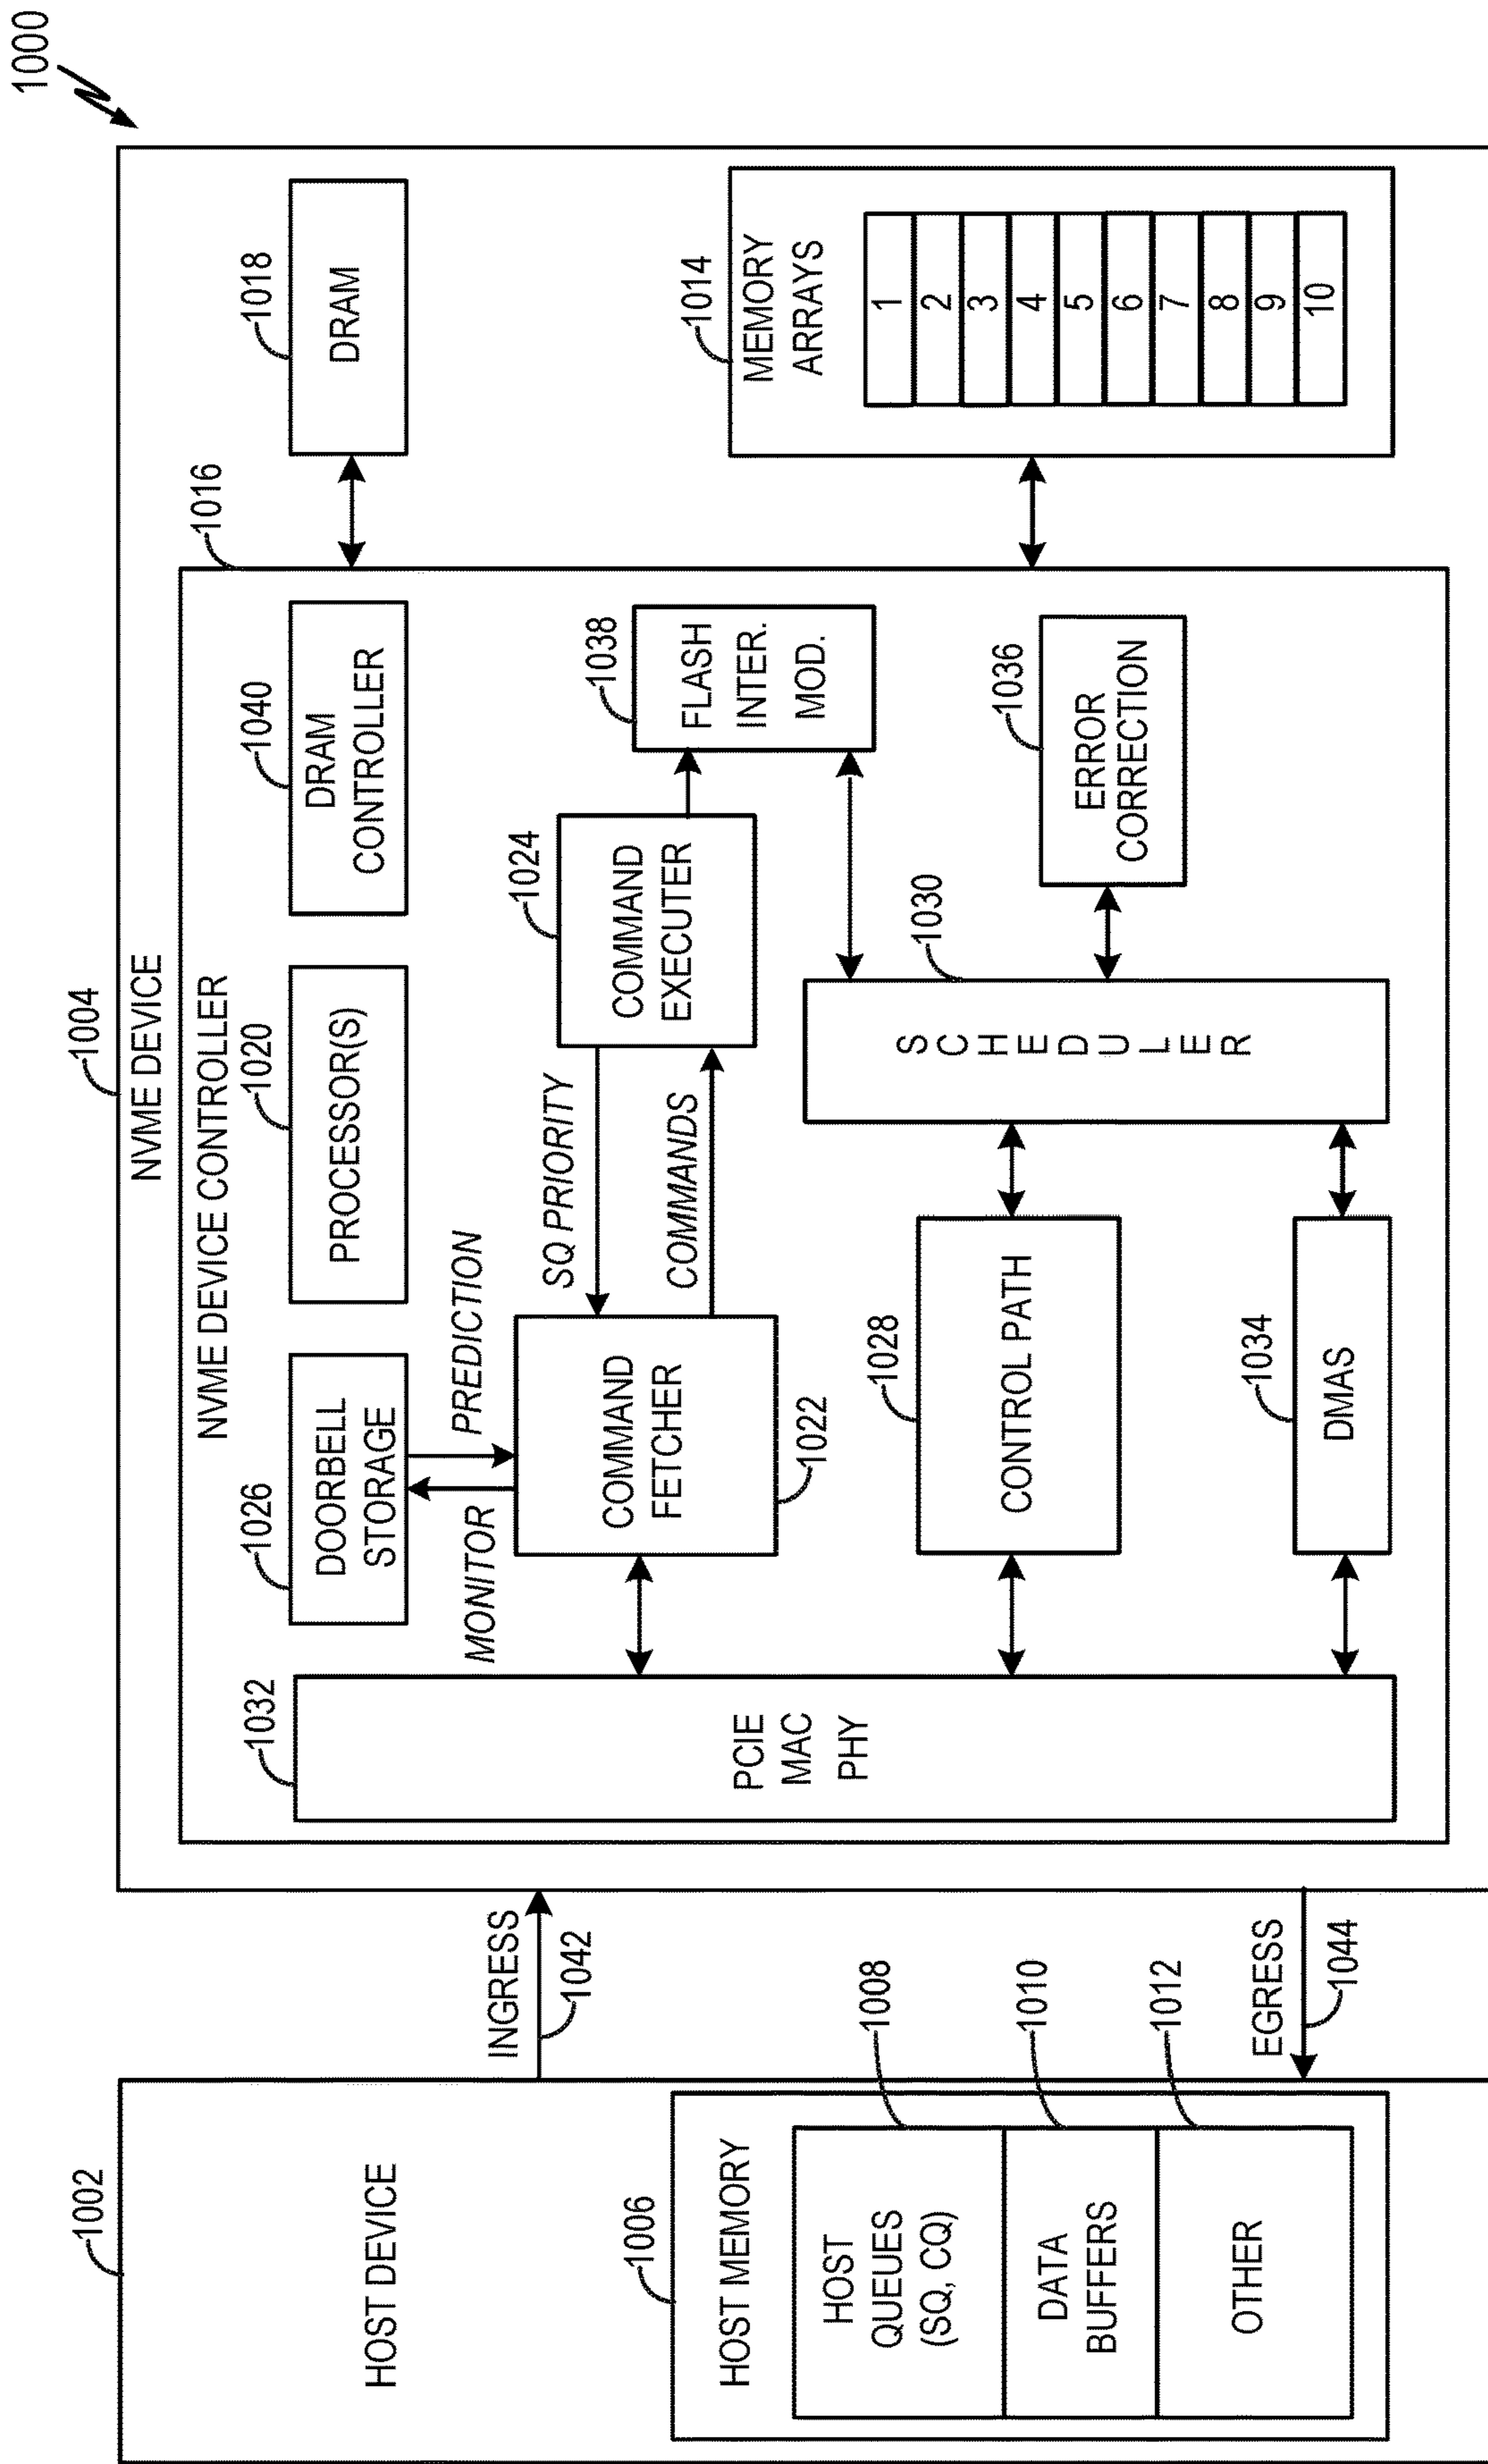 1000
1002
HOST DEVICE
1006
HOST MEMORY
HOST
QUEUES
(SQ, CQ)
1008
DATA
BUFFERS
1010
OTHER
1012
INGRESS
1042
EGRESS
1044
1004
NVME DEVICE
NVME DEVICE CONTROLLER
1016
1032
PCIE
MAC
PHY
1026
DOORBELL
STORAGE
1020
PROCESSOR(S)
1040
DRAM
CONTROLLER
MONITOR
PREDICTION
COMMAND
FETCHER
1022
SQ PRIORITY
COMMANDS
1024
COMMAND
EXECUTER
1038
FLASH
INTER.
MOD.
1028
CONTROL PATH
1034
DMAS
1030
SCHEDULER
1036
ERROR
CORRECTION
1018
DRAM
1014
MEMORY
ARRAYS
1
2
3
4
5
6
7
8
9
10